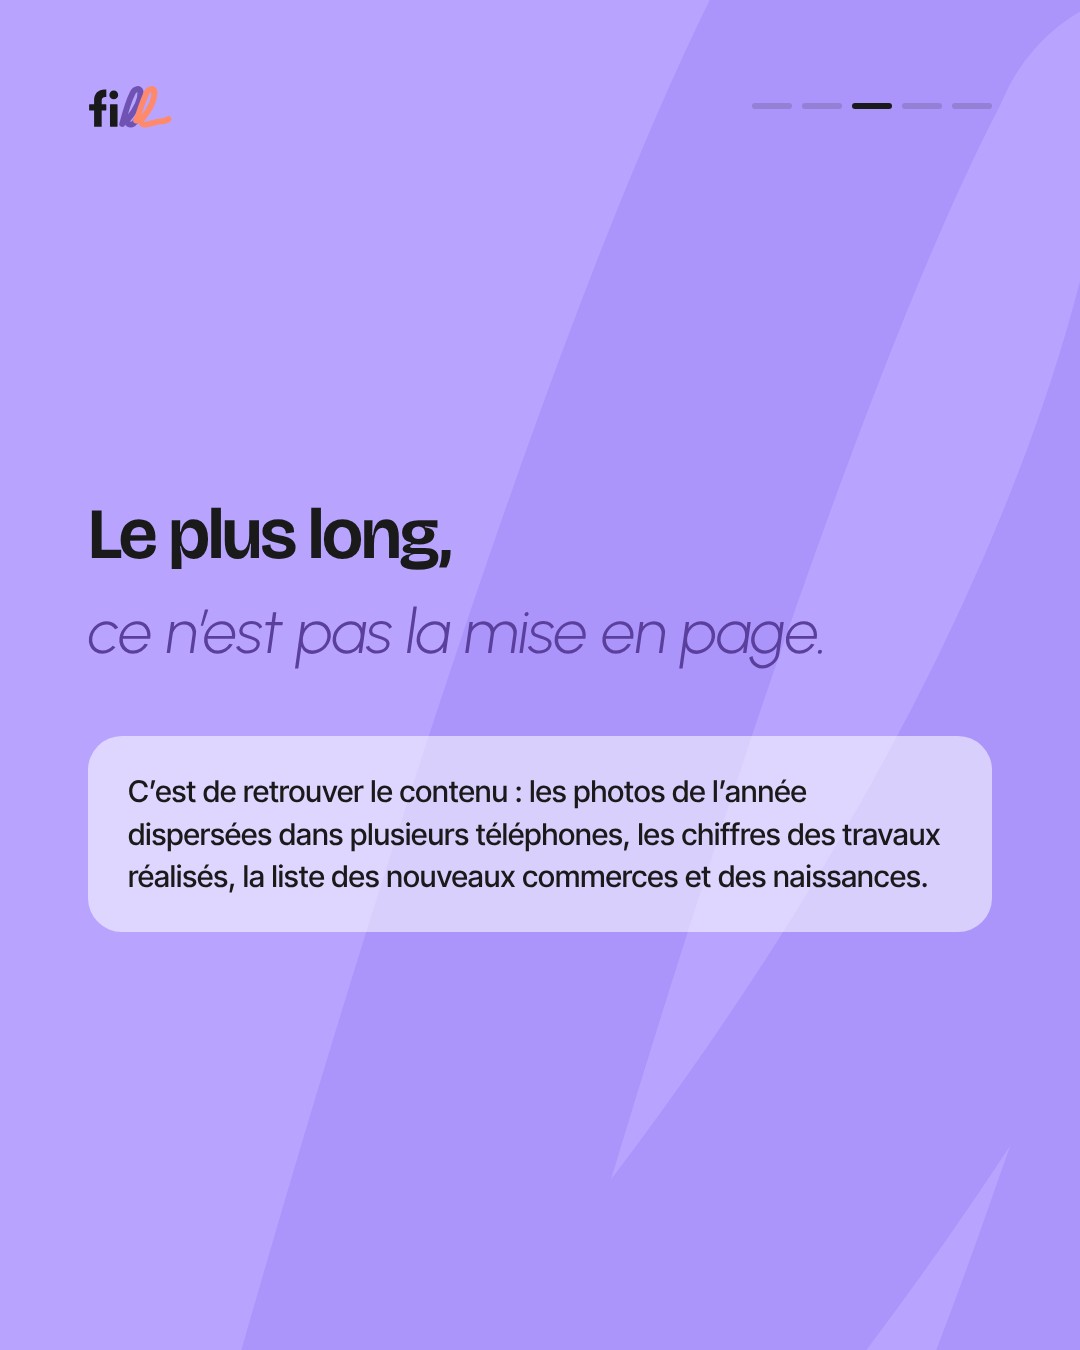 fill
Le plus long,
ce n’est pas la mise en page.
C’est de retrouver le contenu : les photos de l’année
dispersées dans plusieurs téléphones, les chiffres des travaux
réalisés, la liste des nouveaux commerces et des naissances.